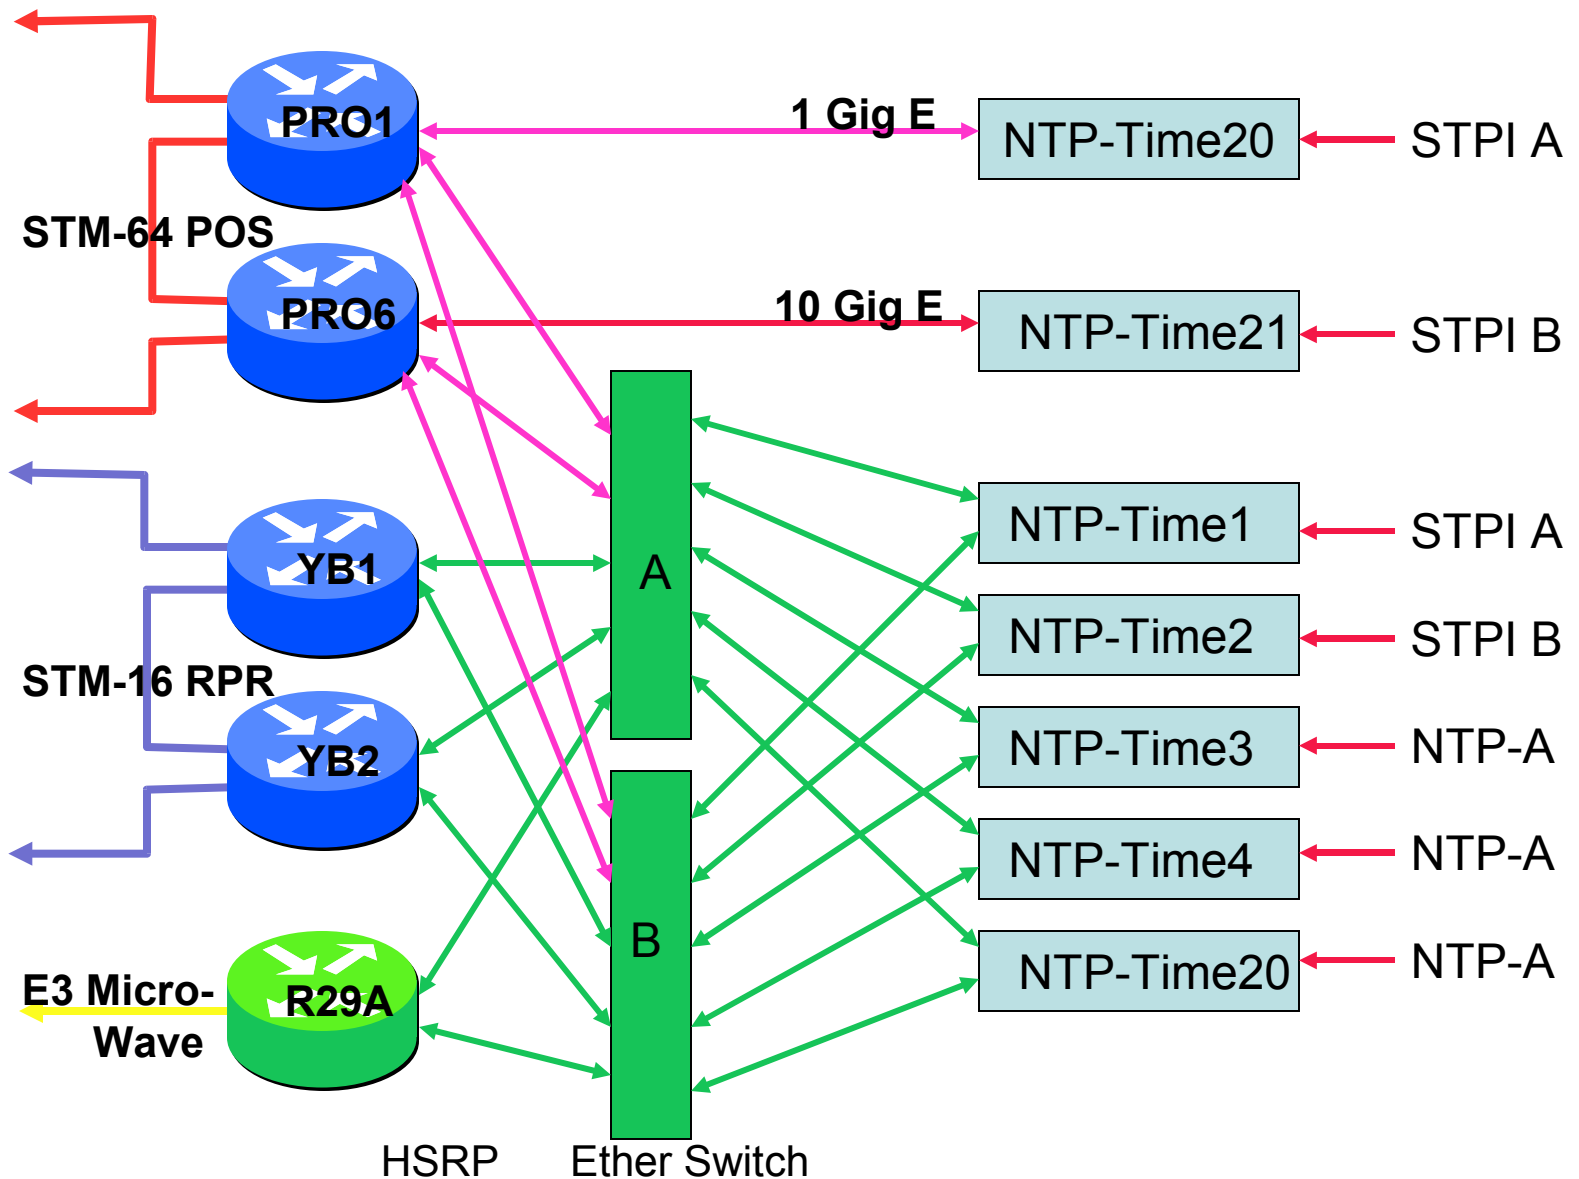 PRO1
1 Gig E
NTP-Time20
STPI A
STM-64 POS
PRO6
10 Gig E
NTP-Time21
STPI B
A
YB1
NTP-Time1
STPI A
NTP-Time2
STPI B
STM-16 RPR
YB2
NTP-Time3
NTP-A
NTP-Time4
NTP-A
B
E3 Micro-
Wave
R29A
NTP-Time20
NTP-A
HSRP
Ether Switch